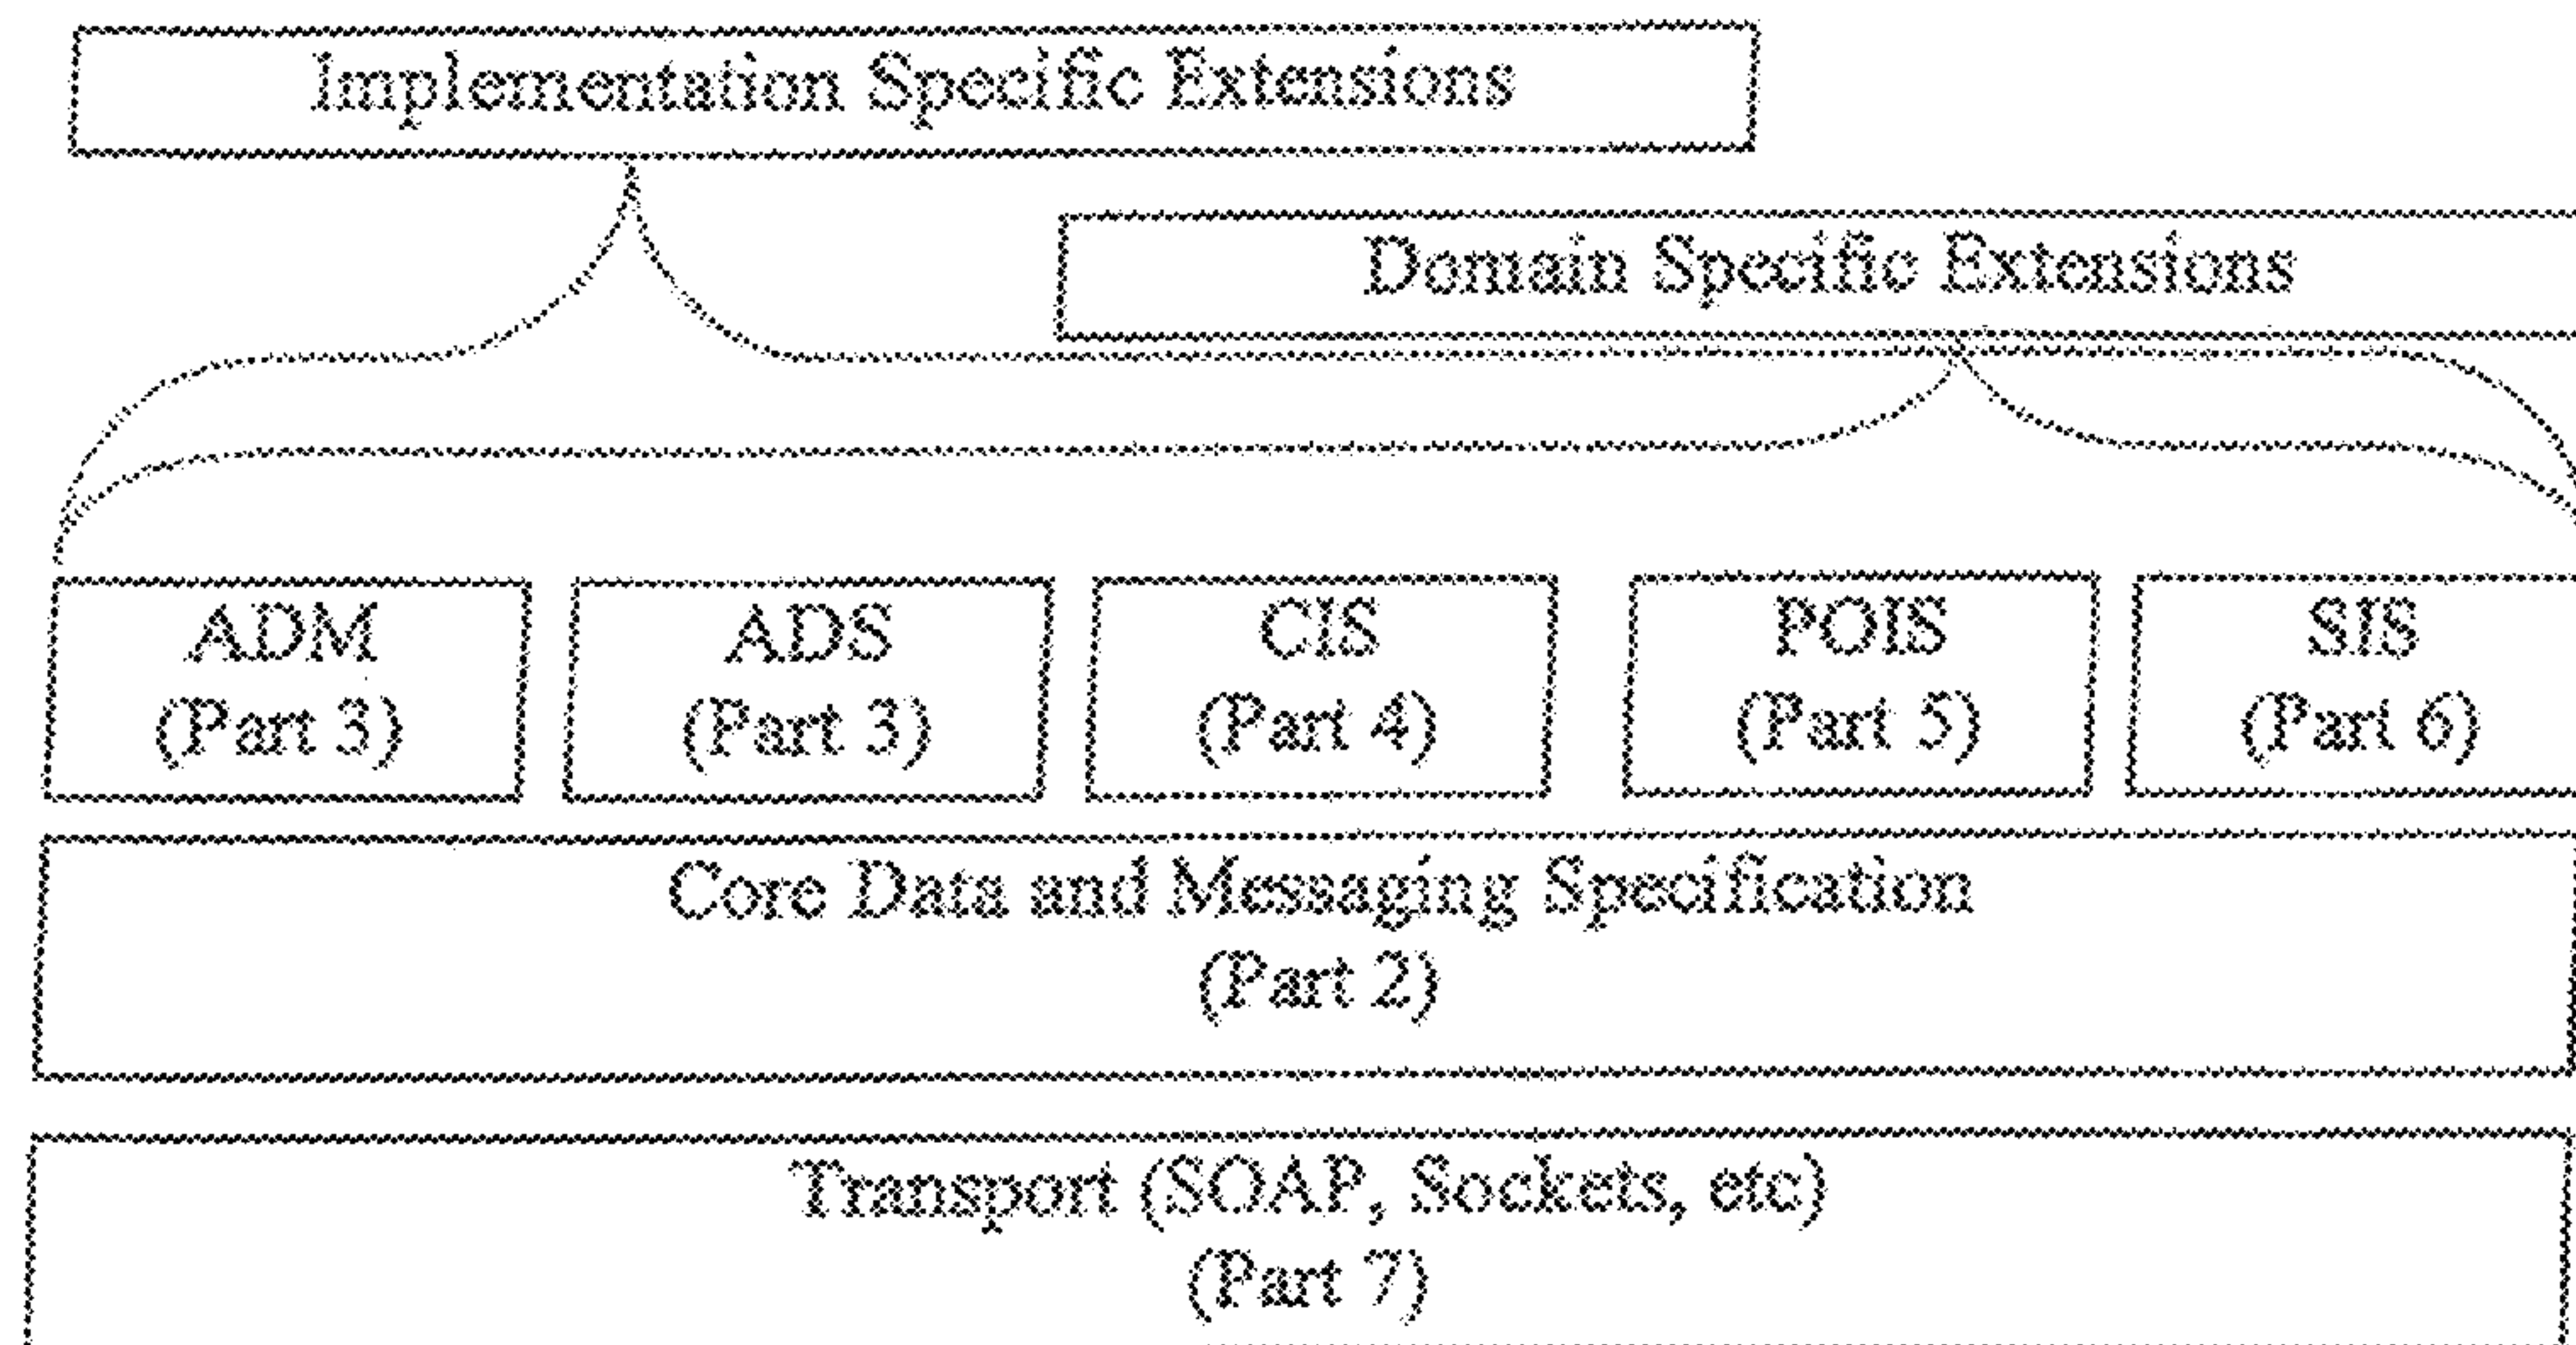 Implementation Specific Extensions
Domain Specific Extensions
ADM
(Part 3)
ADS
(Part 3)
CIS
(Part 4)
POIS
(Part 5)
SIS
(Part 6)
Core Data and Messaging Specification
(Part 2)
Transport (SOAP, Sockets, etc)
(Part 7)